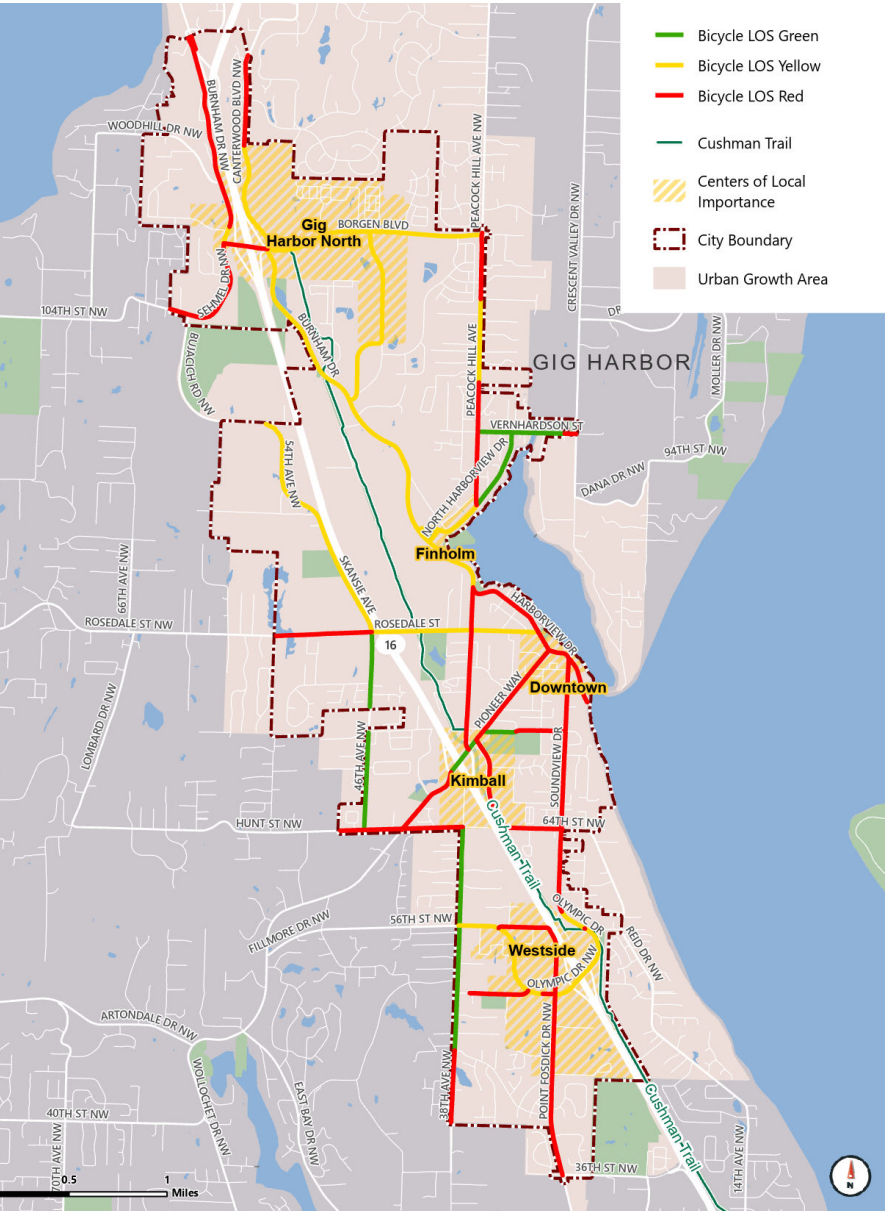 Bicycle LOS Green
Bicycle LOS Yellow
Bicycle LOS Red
Cushman Trail
Centers of Local
Importance
City Boundary
Urban Growth Area
BURNHAM DR NW
CANTERWOOD BLVD NW
WOODHILL DR NW
PEACOCK HILL AVE NW
CRESCENT VALLEY DR NW
Gig
Harbor North
BORGEN BLVD
SEHMEL DR NW
104TH ST NW
DR
BURNHAM DR
BUJACICH RD NW
PEACOCK HILL AVE
MOLLER DR NW
GIG HARBOR
VERNHARDSON ST
54TH AVE NW
NORTH HARBORVIEW DR
94TH ST NW
DANA DR NW
Finholm
SKANSIE AVE
66TH AVE NW
HARBORVIEW DR
ROSEDALE ST NW
ROSEDALE ST
16
Downtown
PIONEER WAY
LOMBARD DR NW
46TH AVE NW
SOUNDVIEW DR
Kimball
HUNT ST NW
64TH ST NW
Cushman-Trail
56TH ST NW
OLYMPIC DR
FILLMORE DR NW
REID DR NW
Westside
OLYMPIC DR NW
ARTONDALE DR NW
POINT FOSDICK DR NW
WOLLOCHET DR NW
EAST BAY DR NW
38TH AVE NW
40TH ST NW
Cushman-Trail
70TH AVE NW
36TH ST NW
14TH AVE NW
0.5
1
Miles
N